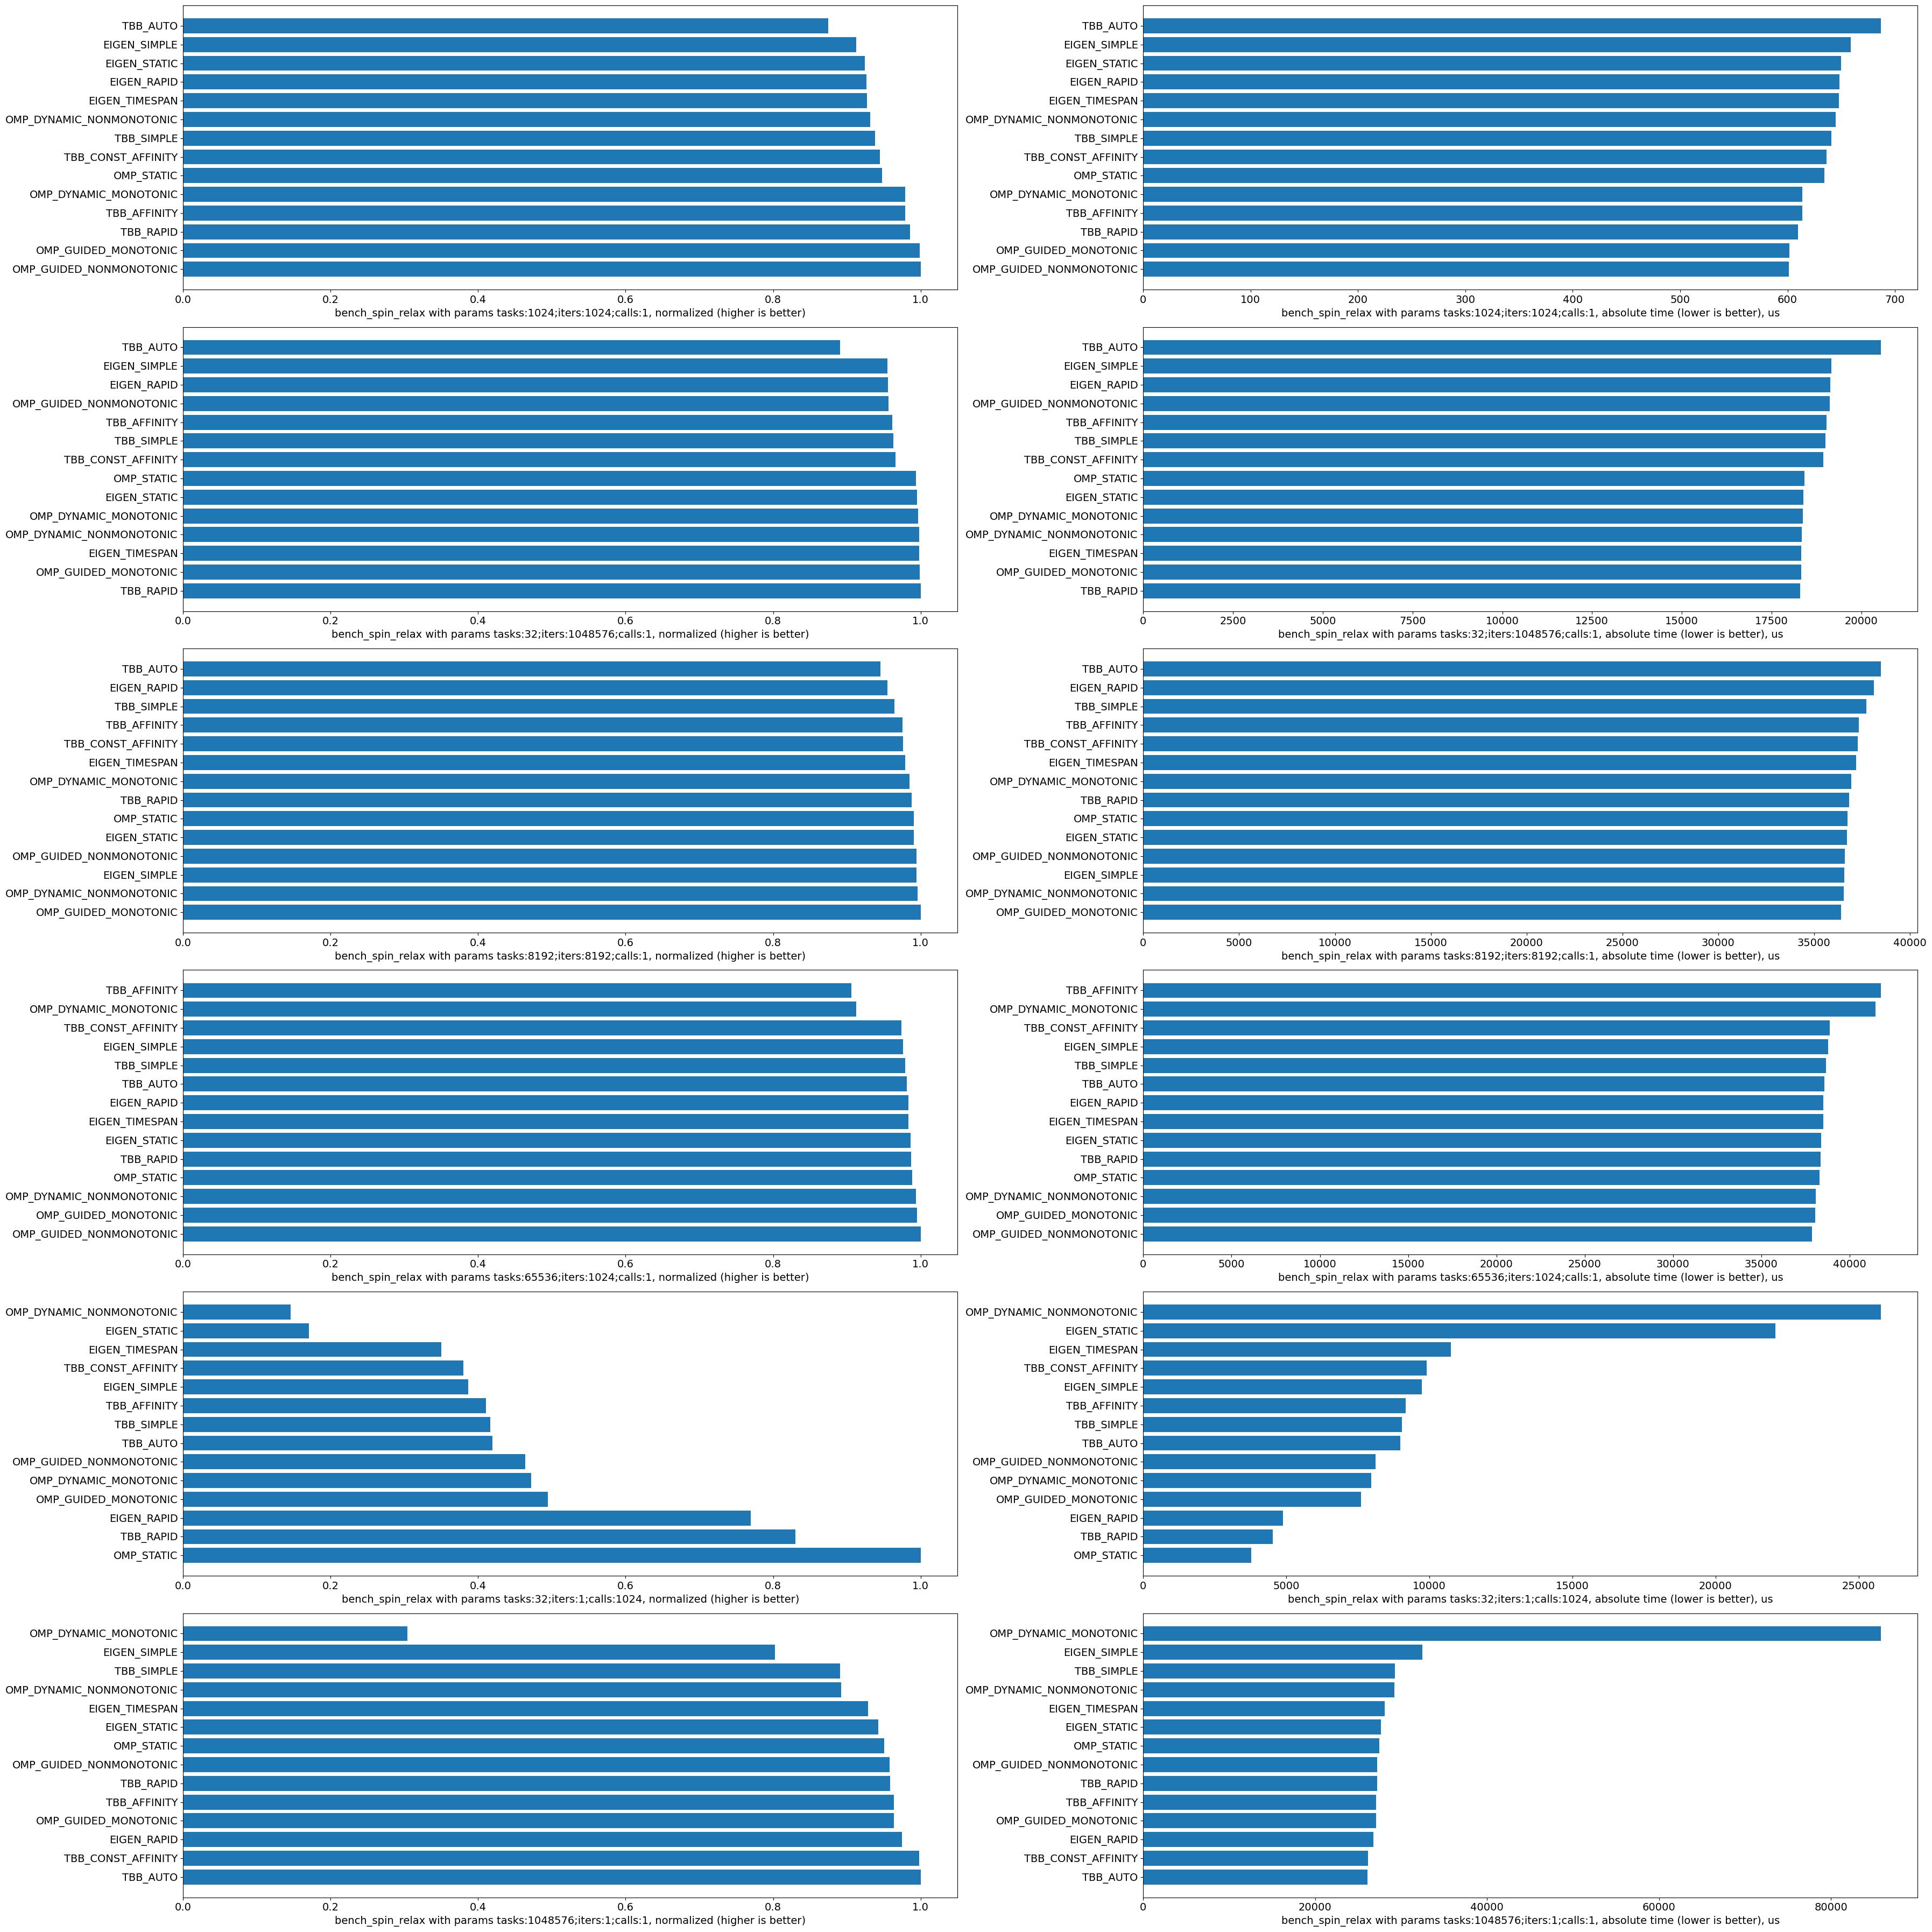 TBB_AUTO
EIGEN_SIMPLE
EIGEN_STATIC
EIGEN_RAPID
EIGEN_TIMESPAN
OMP_DYNAMIC_NONMONOTONIC
TBB_SIMPLE
TBB_CONST_AFFINITY
OMP_STATIC
OMP_DYNAMIC_MONOTONIC
TBB_AFFINITY
TBB_RAPID
OMP_GUIDED_MONOTONIC
OMP_GUIDED_NONMONOTONIC
0.0 0.2 0.4 0.6 0.8 1.0
bench_spin_relax with params tasks:1024;iters:1024;calls:1, normalized (higher is better)
TBB_AUTO
EIGEN_SIMPLE
EIGEN_STATIC
EIGEN_RAPID
EIGEN_TIMESPAN
OMP_DYNAMIC_NONMONOTONIC
TBB_SIMPLE
TBB_CONST_AFFINITY
OMP_STATIC
OMP_DYNAMIC_MONOTONIC
TBB_AFFINITY
TBB_RAPID
OMP_GUIDED_MONOTONIC
OMP_GUIDED_NONMONOTONIC
0 100 200 300 400 500 600 700
bench_spin_relax with params tasks:1024;iters:1024;calls:1, absolute time (lower is better), us
TBB_AUTO
EIGEN_SIMPLE
EIGEN_RAPID
OMP_GUIDED_NONMONOTONIC
TBB_AFFINITY
TBB_SIMPLE
TBB_CONST_AFFINITY
OMP_STATIC
EIGEN_STATIC
OMP_DYNAMIC_MONOTONIC
OMP_DYNAMIC_NONMONOTONIC
EIGEN_TIMESPAN
OMP_GUIDED_MONOTONIC
TBB_RAPID
0.0 0.2 0.4 0.6 0.8 1.0
bench_spin_relax with params tasks:32;iters:1048576;calls:1, normalized (higher is better)
TBB_AUTO
EIGEN_SIMPLE
EIGEN_RAPID
OMP_GUIDED_NONMONOTONIC
TBB_AFFINITY
TBB_SIMPLE
TBB_CONST_AFFINITY
OMP_STATIC
EIGEN_STATIC
OMP_DYNAMIC_MONOTONIC
OMP_DYNAMIC_NONMONOTONIC
EIGEN_TIMESPAN
OMP_GUIDED_MONOTONIC
TBB_RAPID
0 2500 5000 7500 10000 12500 15000 17500 20000
bench_spin_relax with params tasks:32;iters:1048576;calls:1, absolute time (lower is better), us
TBB_AUTO
EIGEN_RAPID
TBB_SIMPLE
TBB_AFFINITY
TBB_CONST_AFFINITY
EIGEN_TIMESPAN
OMP_DYNAMIC_MONOTONIC
TBB_RAPID
OMP_STATIC
EIGEN_STATIC
OMP_GUIDED_NONMONOTONIC
EIGEN_SIMPLE
OMP_DYNAMIC_NONMONOTONIC
OMP_GUIDED_MONOTONIC
0.0 0.2 0.4 0.6 0.8 1.0
bench_spin_relax with params tasks:8192;iters:8192;calls:1, normalized (higher is better)
TBB_AUTO
EIGEN_RAPID
TBB_SIMPLE
TBB_AFFINITY
TBB_CONST_AFFINITY
EIGEN_TIMESPAN
OMP_DYNAMIC_MONOTONIC
TBB_RAPID
OMP_STATIC
EIGEN_STATIC
OMP_GUIDED_NONMONOTONIC
EIGEN_SIMPLE
OMP_DYNAMIC_NONMONOTONIC
OMP_GUIDED_MONOTONIC
0 5000 10000 15000 20000 25000 30000 35000 40000
bench_spin_relax with params tasks:8192;iters:8192;calls:1, absolute time (lower is better), us
TBB_AFFINITY
OMP_DYNAMIC_MONOTONIC
TBB_CONST_AFFINITY
EIGEN_SIMPLE
TBB_SIMPLE
TBB_AUTO
EIGEN_RAPID
EIGEN_TIMESPAN
EIGEN_STATIC
TBB_RAPID
OMP_STATIC
OMP_DYNAMIC_NONMONOTONIC
OMP_GUIDED_MONOTONIC
OMP_GUIDED_NONMONOTONIC
0.0 0.2 0.4 0.6 0.8 1.0
bench_spin_relax with params tasks:65536;iters:1024;calls:1, normalized (higher is better)
TBB_AFFINITY
OMP_DYNAMIC_MONOTONIC
TBB_CONST_AFFINITY
EIGEN_SIMPLE
TBB_SIMPLE
TBB_AUTO
EIGEN_RAPID
EIGEN_TIMESPAN
EIGEN_STATIC
TBB_RAPID
OMP_STATIC
OMP_DYNAMIC_NONMONOTONIC
OMP_GUIDED_MONOTONIC
OMP_GUIDED_NONMONOTONIC
0 5000 10000 15000 20000 25000 30000 35000 40000
bench_spin_relax with params tasks:65536;iters:1024;calls:1, absolute time (lower is better), us
OMP_DYNAMIC_NONMONOTONIC
EIGEN_STATIC
EIGEN_TIMESPAN
TBB_CONST_AFFINITY
EIGEN_SIMPLE
TBB_AFFINITY
TBB_SIMPLE
TBB_AUTO
OMP_GUIDED_NONMONOTONIC
OMP_DYNAMIC_MONOTONIC
OMP_GUIDED_MONOTONIC
EIGEN_RAPID
TBB_RAPID
OMP_STATIC
0.0 0.2 0.4 0.6 0.8 1.0
bench_spin_relax with params tasks:32;iters:1;calls:1024, normalized (higher is better)
OMP_DYNAMIC_NONMONOTONIC
EIGEN_STATIC
EIGEN_TIMESPAN
TBB_CONST_AFFINITY
EIGEN_SIMPLE
TBB_AFFINITY
TBB_SIMPLE
TBB_AUTO
OMP_GUIDED_NONMONOTONIC
OMP_DYNAMIC_MONOTONIC
OMP_GUIDED_MONOTONIC
EIGEN_RAPID
TBB_RAPID
OMP_STATIC
0 5000 10000 15000 20000 25000
bench_spin_relax with params tasks:32;iters:1;calls:1024, absolute time (lower is better), us
OMP_DYNAMIC_MONOTONIC
EIGEN_SIMPLE
TBB_SIMPLE
OMP_DYNAMIC_NONMONOTONIC
EIGEN_TIMESPAN
EIGEN_STATIC
OMP_STATIC
OMP_GUIDED_NONMONOTONIC
TBB_RAPID
TBB_AFFINITY
OMP_GUIDED_MONOTONIC
EIGEN_RAPID
TBB_CONST_AFFINITY
TBB_AUTO
0.0 0.2 0.4 0.6 0.8 1.0
bench_spin_relax with params tasks:1048576;iters:1;calls:1, normalized (higher is better)
OMP_DYNAMIC_MONOTONIC
EIGEN_SIMPLE
TBB_SIMPLE
OMP_DYNAMIC_NONMONOTONIC
EIGEN_TIMESPAN
EIGEN_STATIC
OMP_STATIC
OMP_GUIDED_NONMONOTONIC
TBB_RAPID
TBB_AFFINITY
OMP_GUIDED_MONOTONIC
EIGEN_RAPID
TBB_CONST_AFFINITY
TBB_AUTO
20000 40000 60000 80000
bench_spin_relax with params tasks:1048576;iters:1;calls:1, absolute time (lower is better), us